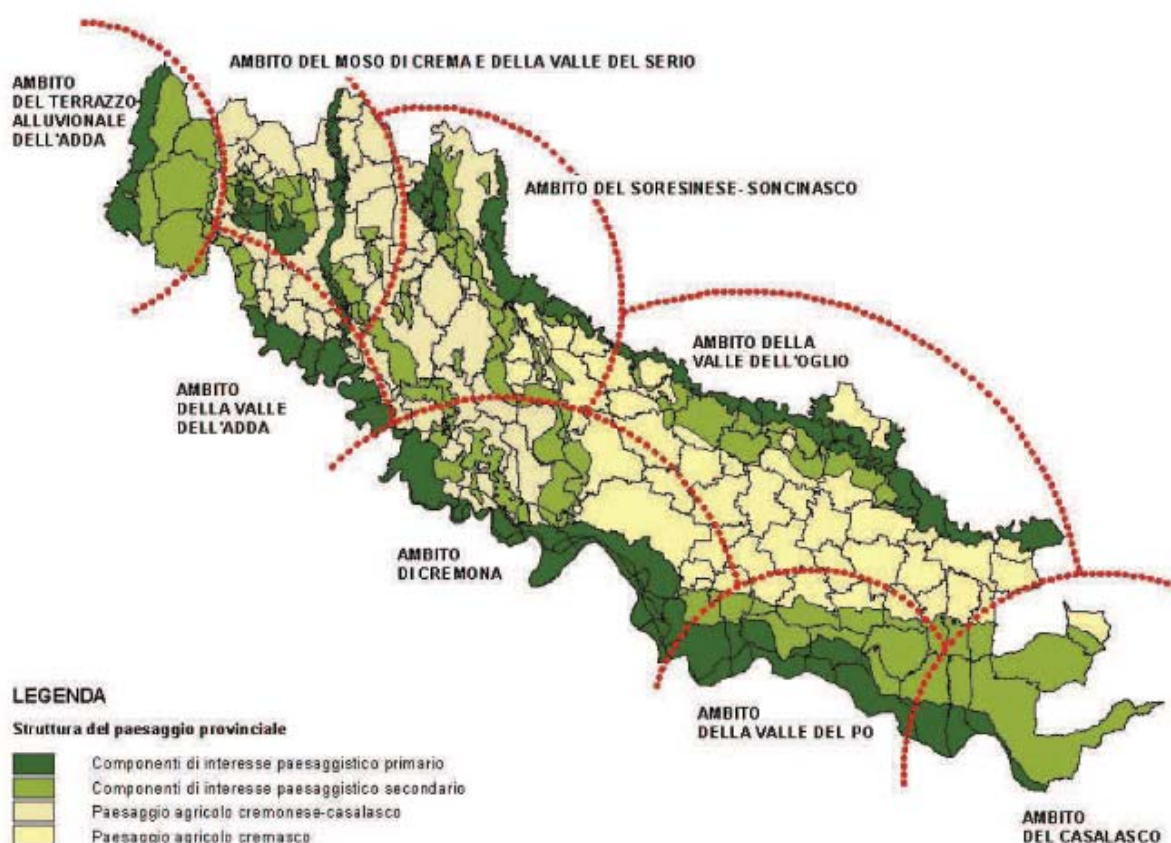 AMBITO DEL MOSO DI CREMA E DELLA VALLE DEL SERIO
AMBITO
DEL TERRAZZO
ALLUVIONALE
DELL'ADDA
AMBITO DEL SORESINESE- SONCINASCO
AMBITO DELLA
VALLE DELL'OGLIO
AMBITO
DELLA VALLE
DELL'ADDA
AMBITO
DI CREMONA
AMBITO
DELLA VALLE DEL PO
AMBITO
DEL CASALASCO
LEGENDA
Struttura del paesaggio provinciale
Componenti di interesse paesaggistico primario
Componenti di interesse paesaggistico secondario
Paesaggio agricolo cremonese-casalasco
Paesaggio agricolo cremasco